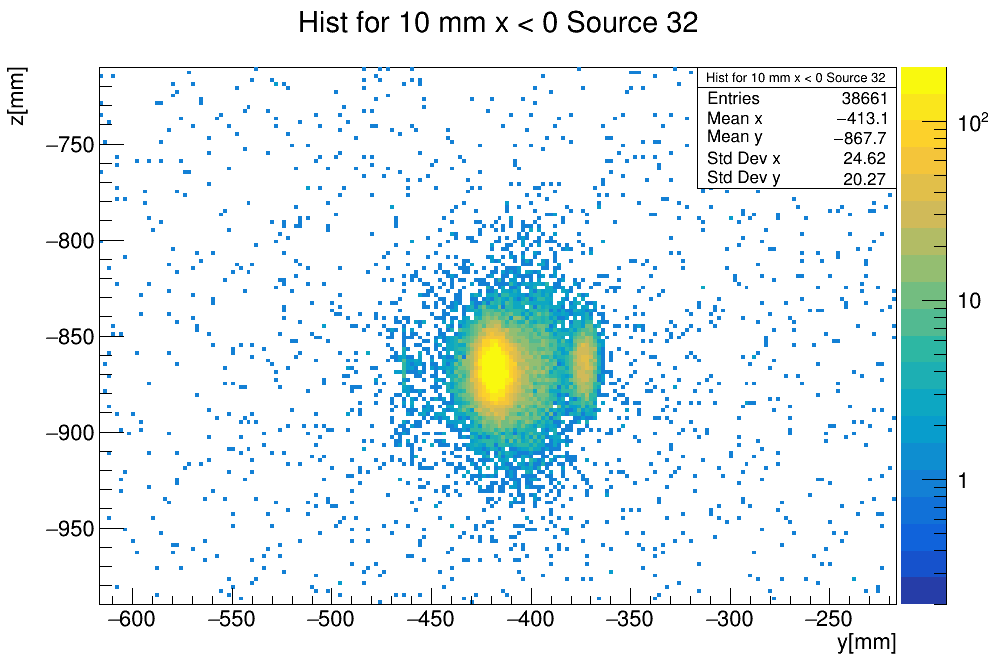 Hist for 10 mm x < 0 Source 32
z[mm]
Hist for 10 mm x < 0 Source 32
Entries 38661
Mean x −413.1
Mean y −867.7
Std Dev x 24.62
Std Dev y 20.27
−750
−800
−850
−900
−950
10²
10
1
−600 −550 −500 −450 −400 −350 −300 −250
y[mm]